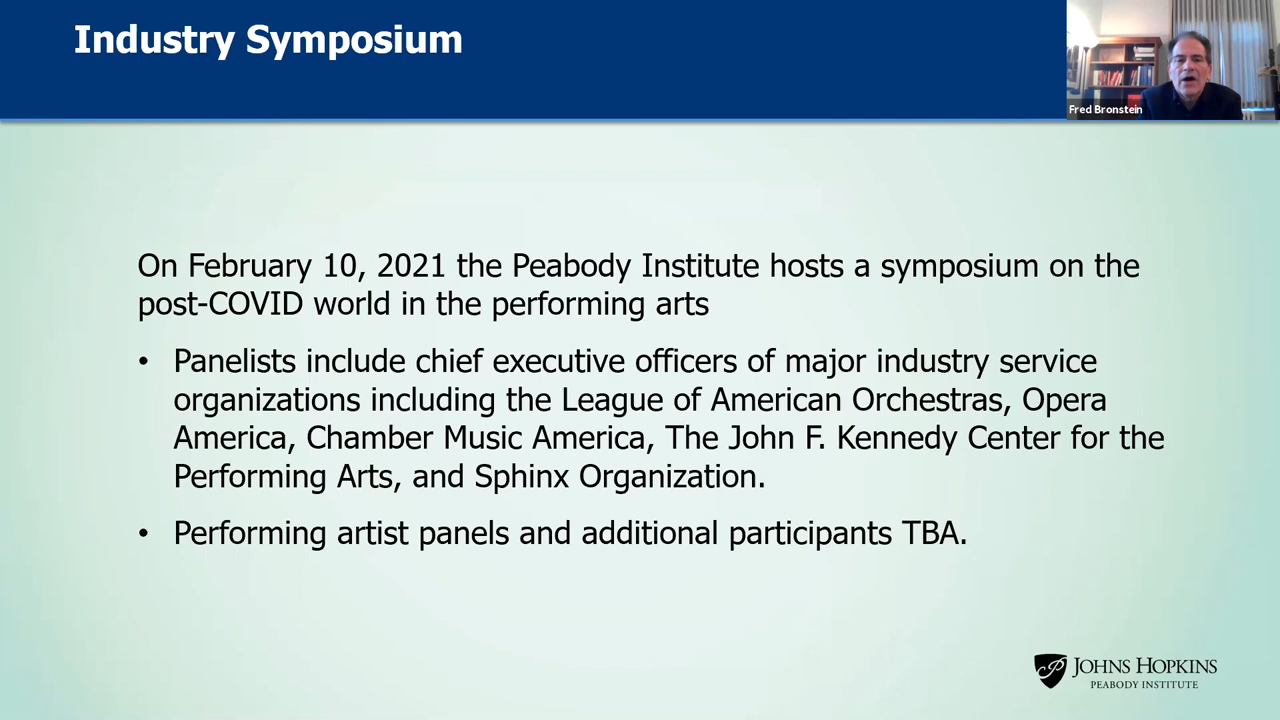 Industry Symposium
Fred Bronstein
On February 10, 2021 the Peabody Institute hosts a symposium on the
post-COVID world in the performing arts
• Panelists include chief executive officers of major industry service
organizations including the League of American Orchestras, Opera
America, Chamber Music America, The John F. Kennedy Center for the
Performing Arts, and Sphinx Organization.
• Performing artist panels and additional participants TBA.
JOHNS HOPKINS
PEABODY INSTITUTE